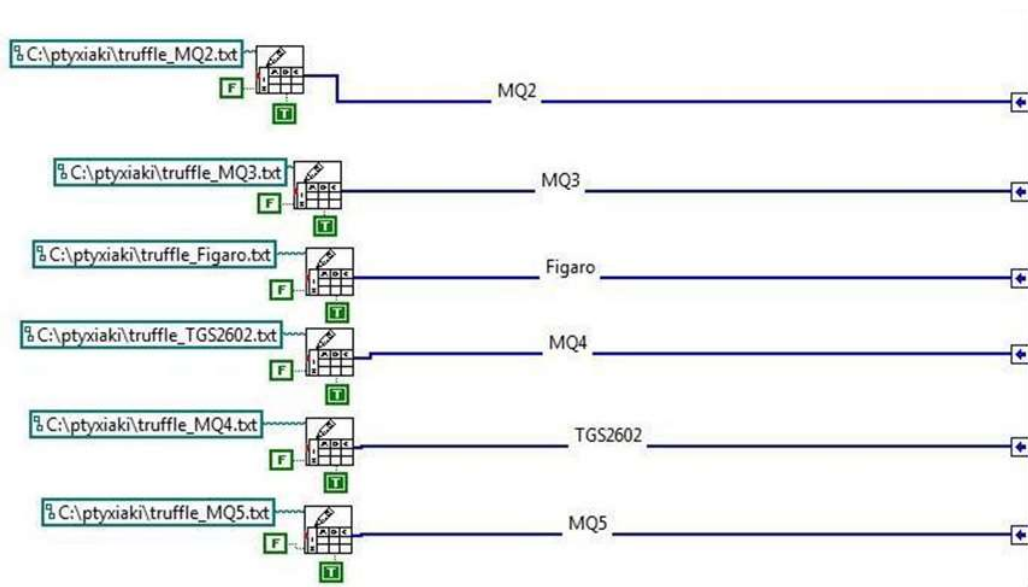 C:\ptyxiaki\truffle_MQ2.txt
F
T
MQ2
C:\ptyxiaki\truffle_MQ3.txt
F
T
MQ3
C:\ptyxiaki\truffle_Figaro.txt
F
T
Figaro
C:\ptyxiaki\truffle_TGS2602.txt
F
T
MQ4
C:\ptyxiaki\truffle_MQ4.txt
F
T
TGS2602
C:\ptyxiaki\truffle_MQ5.txt
F
T
MQ5